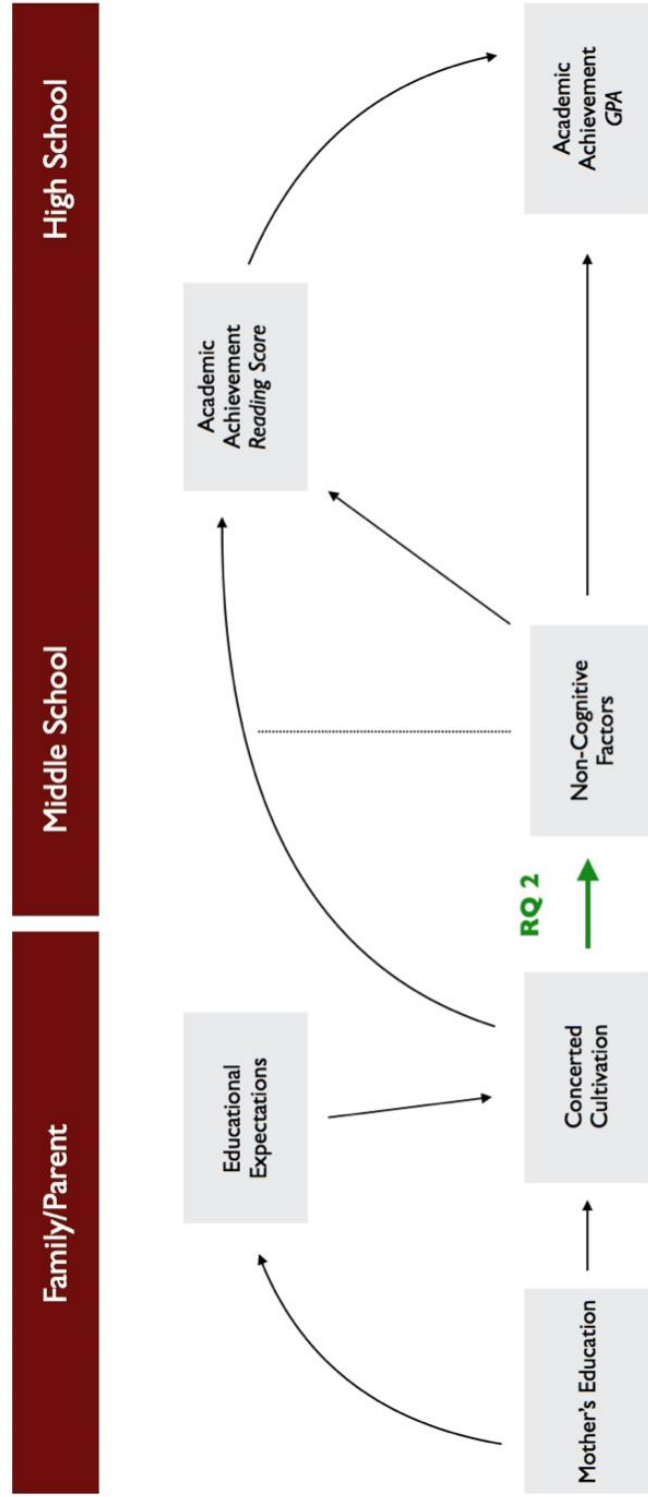 Family/Parent
Middle School
High School
Educational
Expectations
Academic
Achievement
Reading Score
RQ 2
Mother's Education
Concerted
Cultivation
Non-Cognitive
Factors
Academic
Achievement
GPA